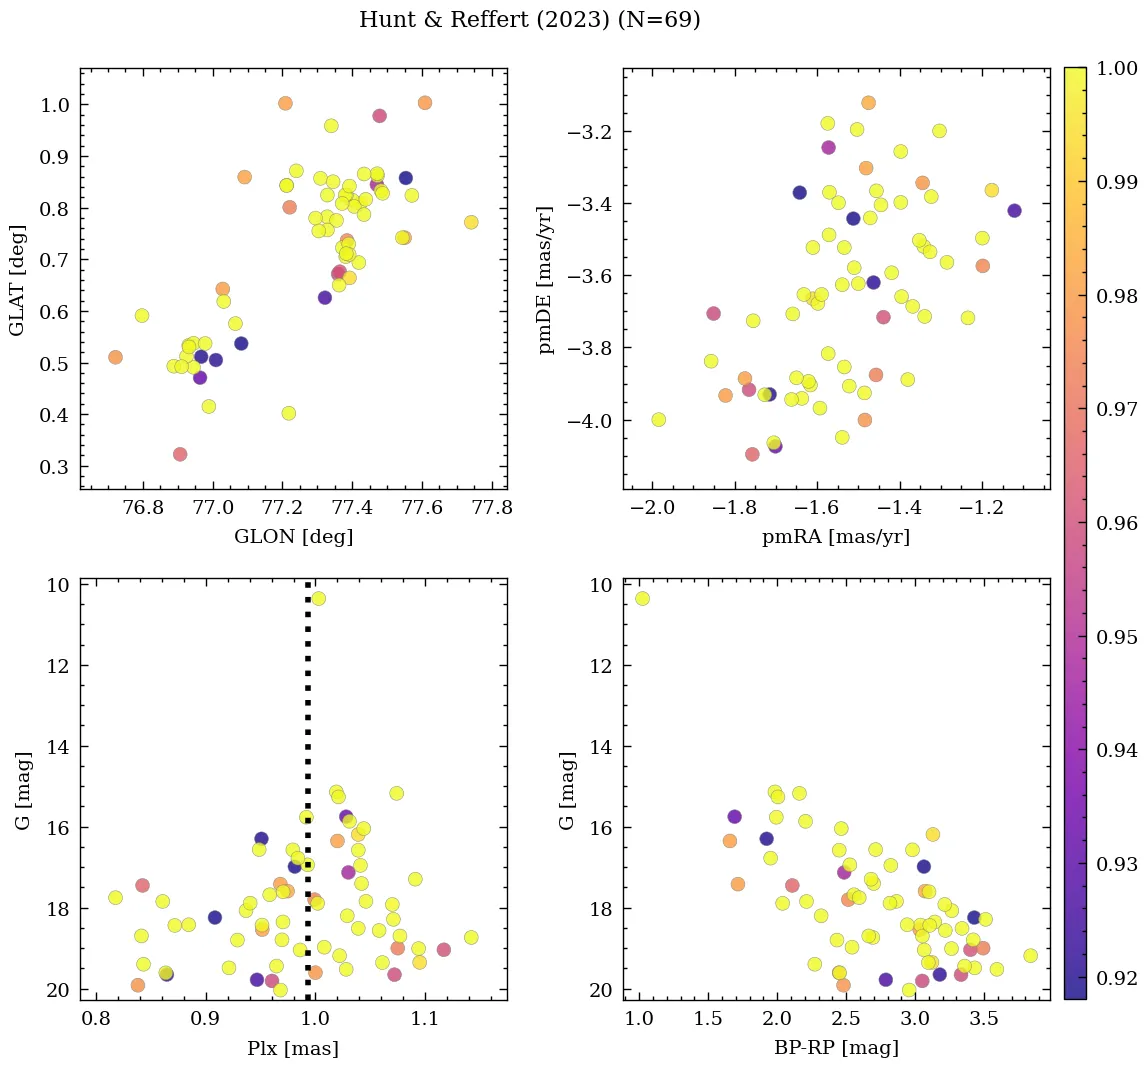 Hunt & Reffert (2023) (N=69)
1.0
0.9
0.8
0.7
0.6
0.5
0.4
0.3
GLAT [deg]
76.8 77.0 77.2 77.4 77.6 77.8
GLON [deg]
−3.2
−3.4
−3.6
−3.8
−4.0
pmDE [mas/yr]
−2.0 −1.8 −1.6 −1.4 −1.2
pmRA [mas/yr]
1.00
0.99
0.98
0.97
0.96
0.95
0.94
0.93
0.92
10
12
14
16
18
20
G [mag]
0.8 0.9 1.0 1.1
Plx [mas]
10
12
14
16
18
20
G [mag]
1.0 1.5 2.0 2.5 3.0 3.5
BP-RP [mag]